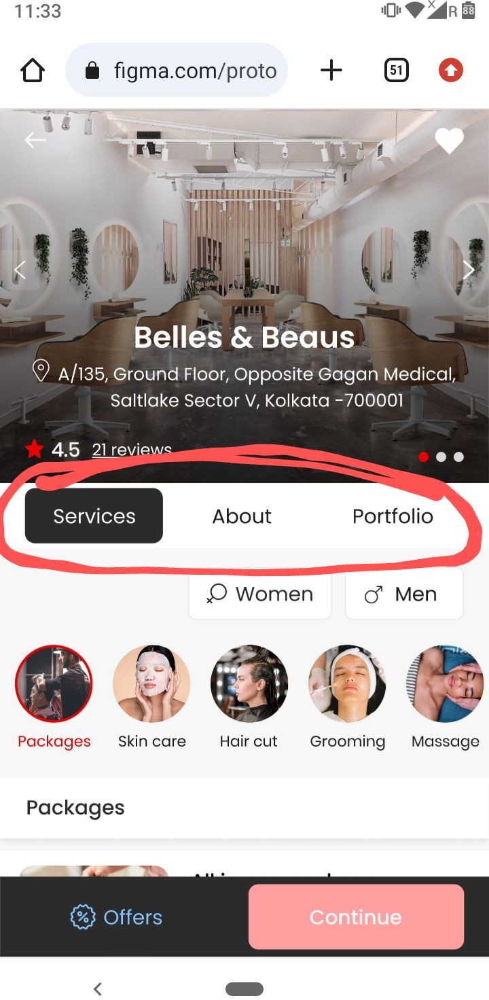 11:33
X R 88
figma.com/proto
51
Belles & Beaus
A/135, Ground Floor, Opposite Gagan Medical,
Saltlake Sector V, Kolkata -700001
4.5 21 reviews
Services About Portfolio
Women Men
Packages Skin care Hair cut Grooming Massage
Packages
% Offers Continue